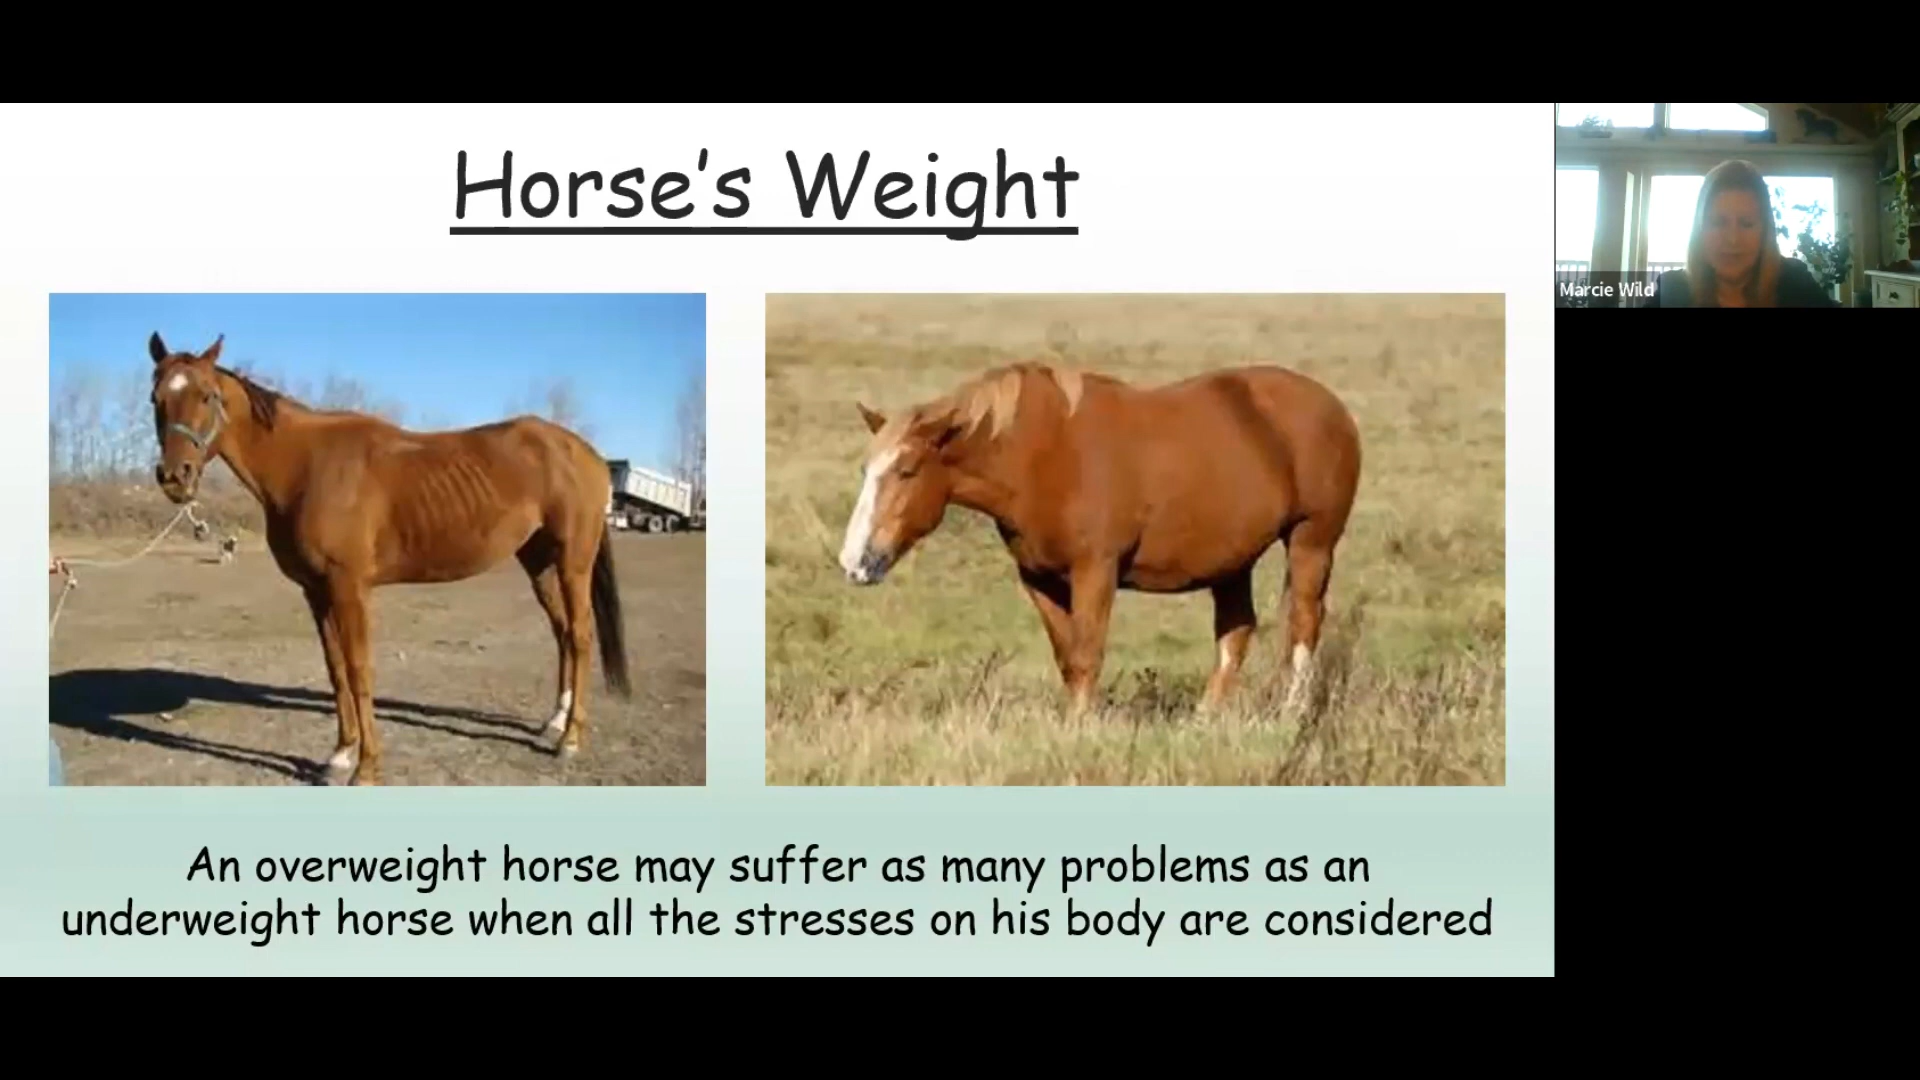 Horse's Weight
Marcie Wild
An overweight horse may suffer as many problems as an
underweight horse when all the stresses on his body are considered